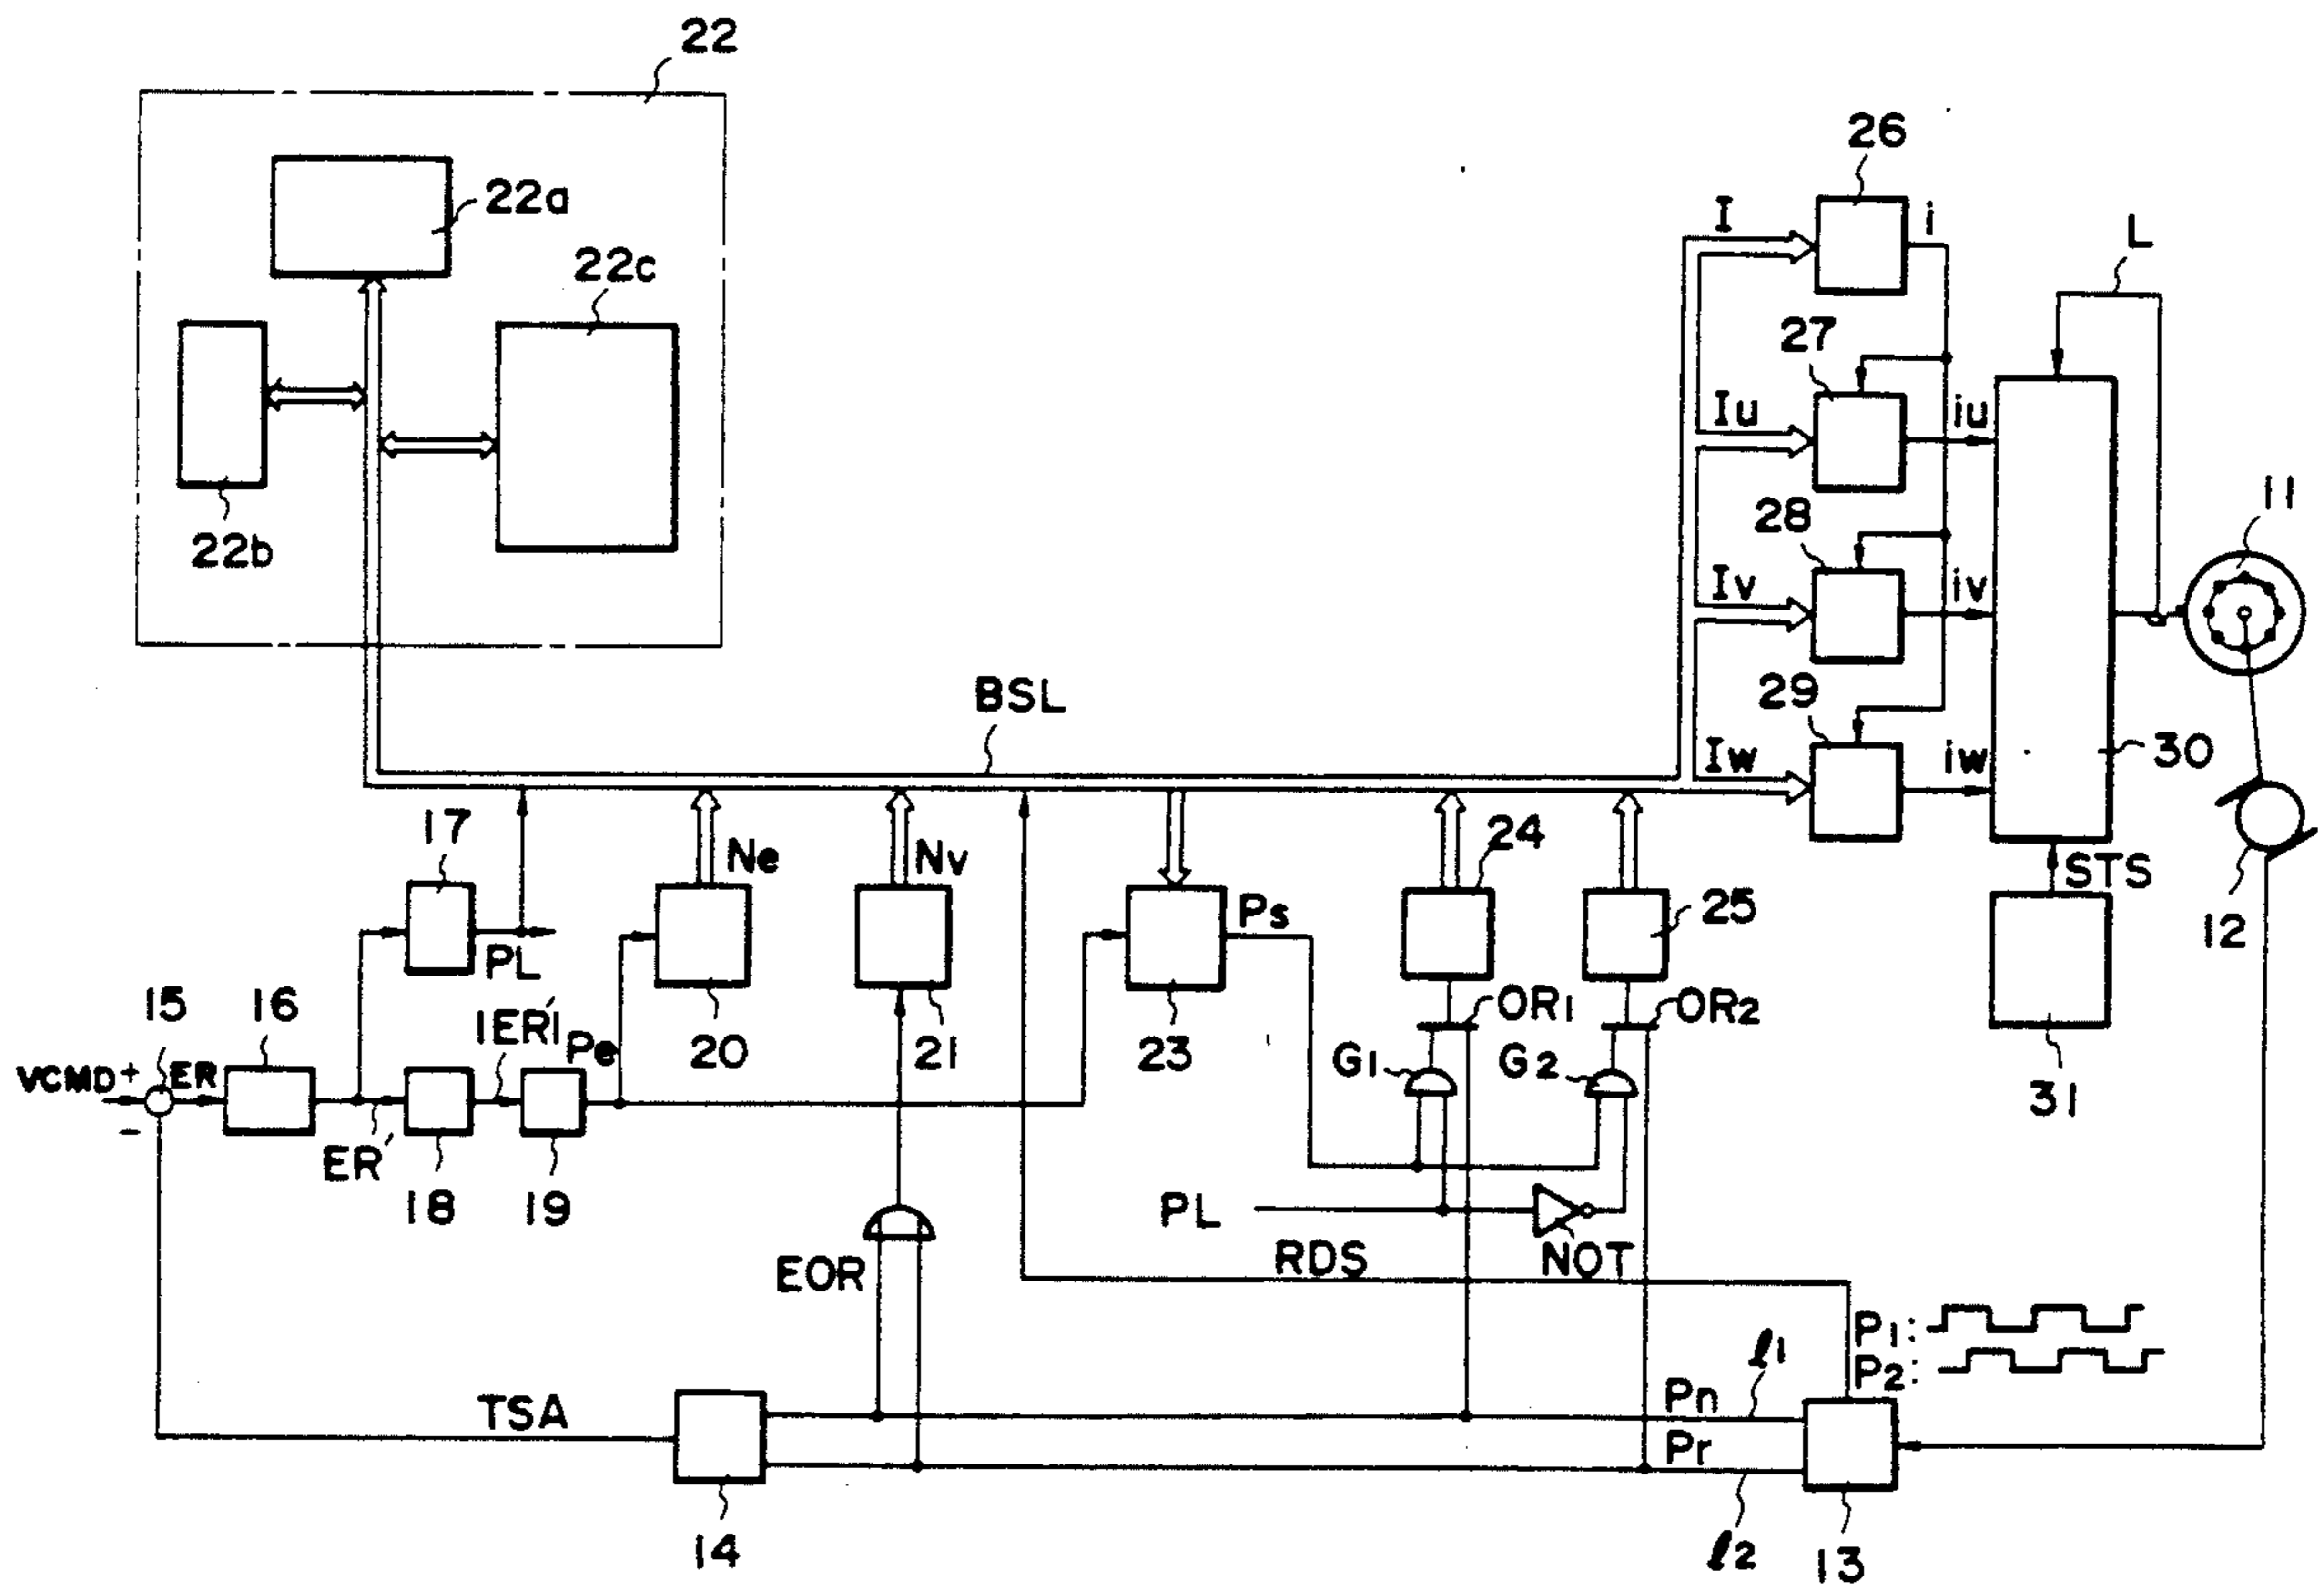 22
22a
22c
22b
26
I
i
L
27
Iu
iu
11
28
Iv
iv
29
Iw
iw
30
BSL
17
Ne
Nv
24
25
STS
12
PL
Ps
15
16
|ER'|
Pe
20
21
23
OR1
OR2
G1
G2
31
VCMD
+
ER
-
ER'
18
19
PL
NOT
EOR
RDS
P1:
P2:
TSA
Pn
l1
Pr
14
l2
13